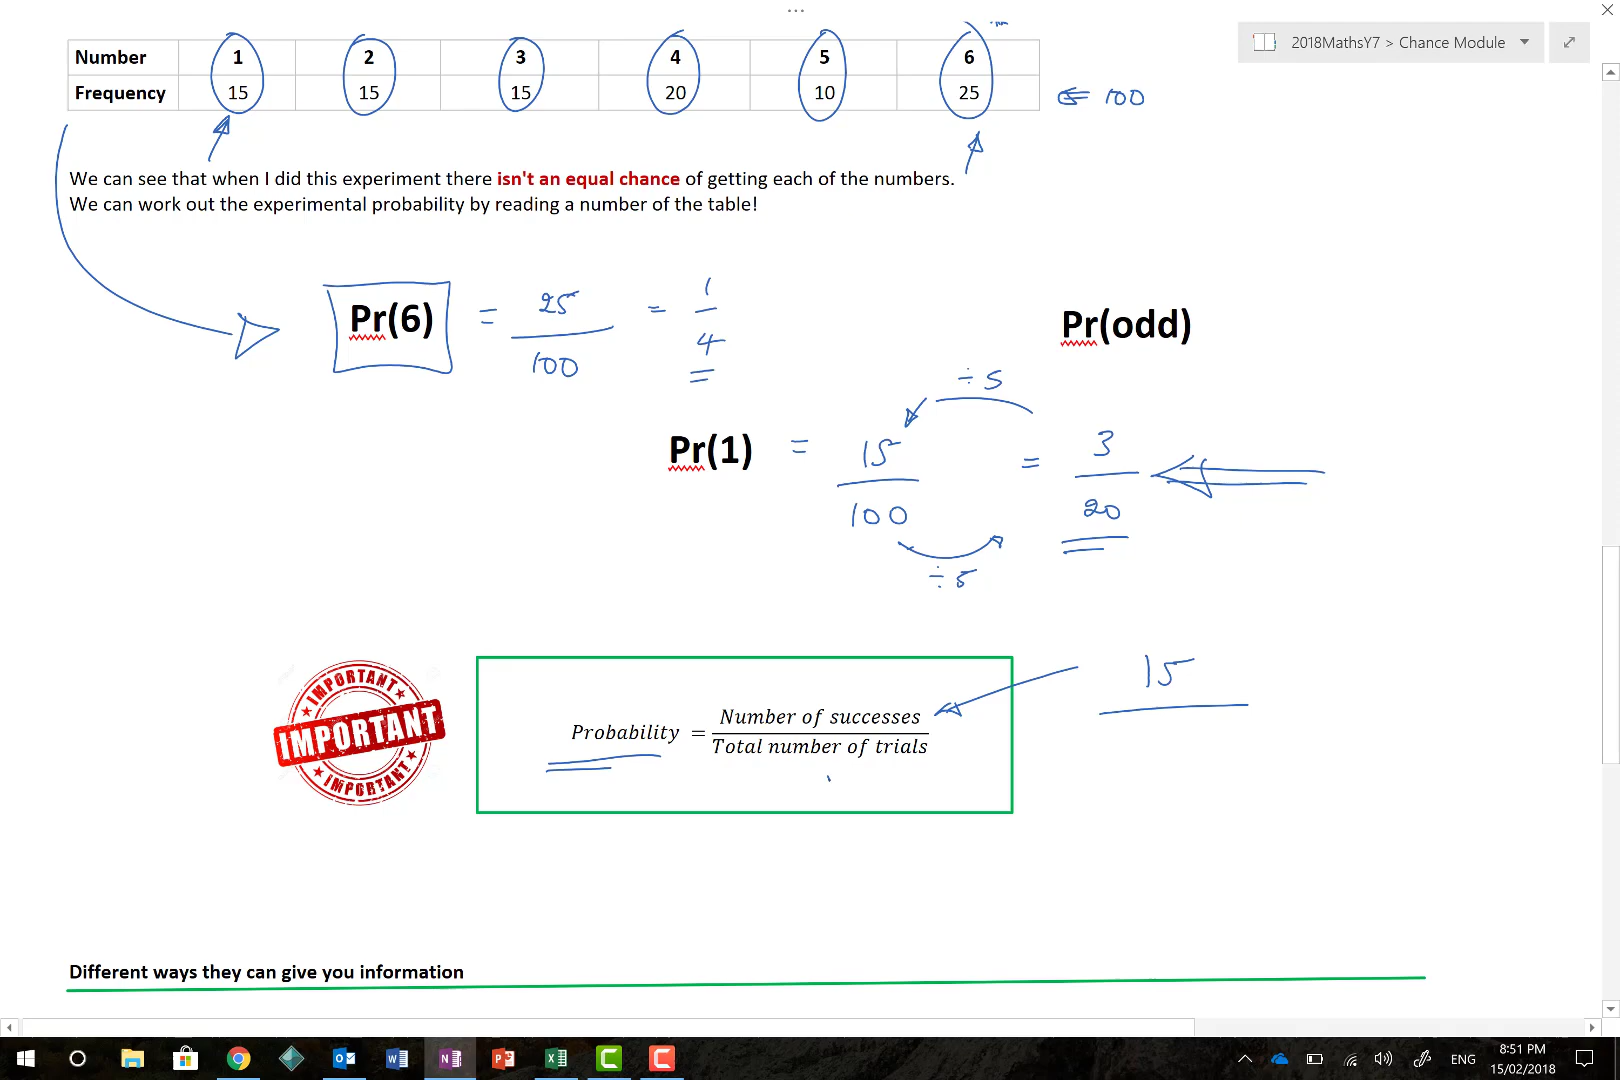 2018MathsY7 > Chance Module
Number 1 2 3 4 5 6
Frequency 15 15 15 20 10 25
100
We can see that when I did this experiment there isn't an equal chance of getting each of the numbers.
We can work out the experimental probability by reading a number of the table!
Pr(6) = 25/100 = 1/4
Pr(odd)
÷5
Pr(1) = 15/100 = 3/20
÷5
IMPORTANT
IMPORTANT
IMPORTANT
Probability = Number of successes / Total number of trials
15
Different ways they can give you information
ENG
8:51 PM
15/02/2018